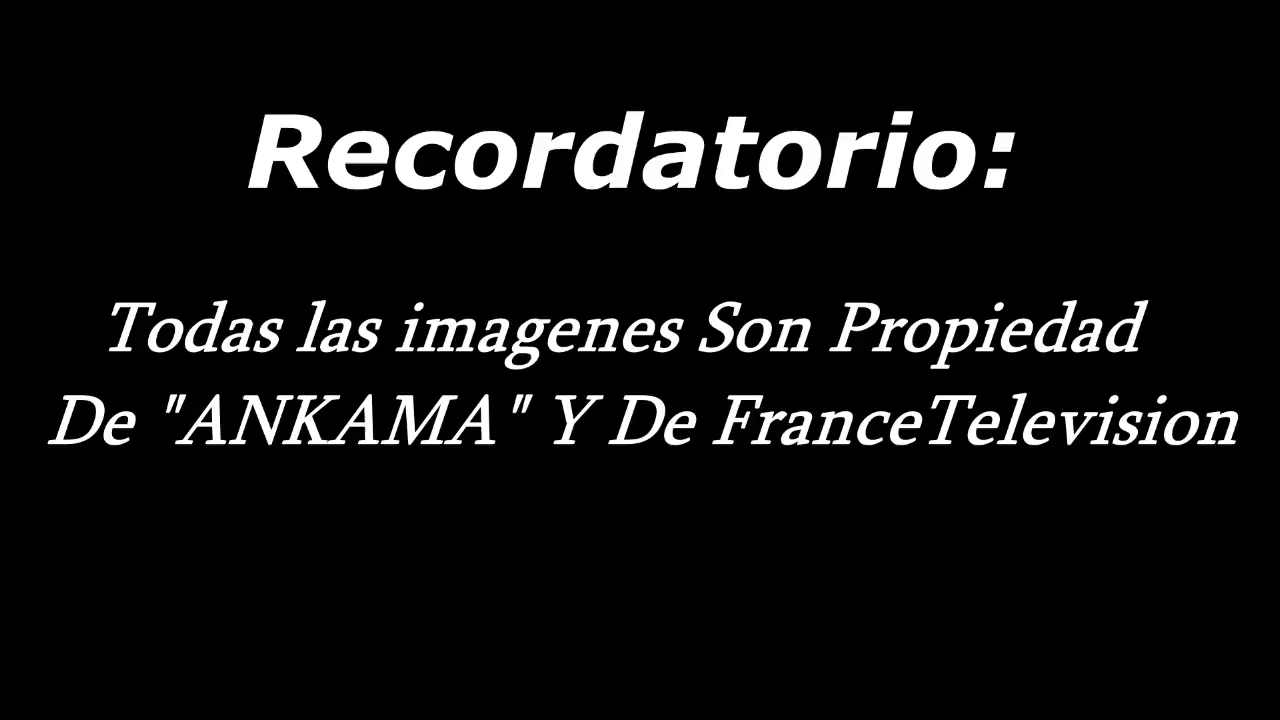 Recordatorio:
Todas las imagenes Son Propiedad
De "ANKAMA" Y De FranceTelevision